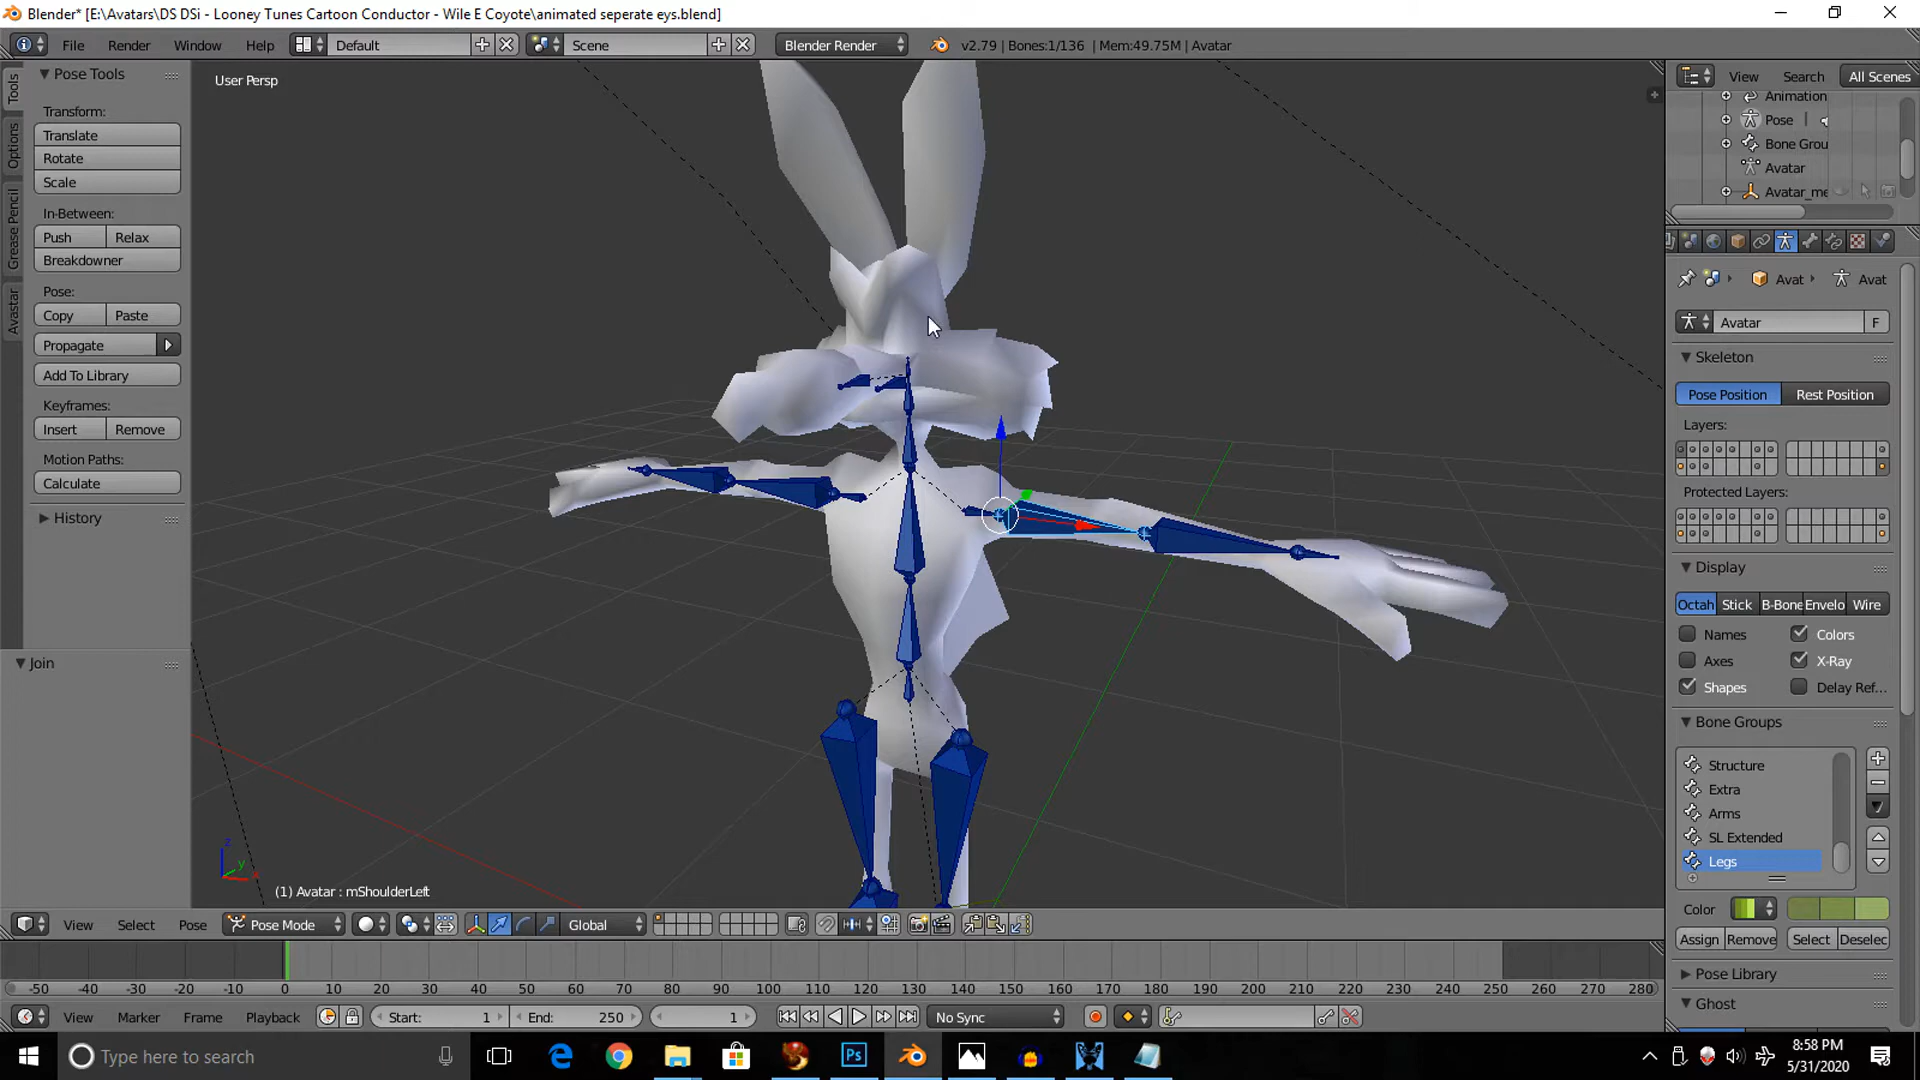 Blender* [E:\Avatars\DS DSi - Looney Tunes Cartoon Conductor - Wile E Coyote\animated seperate eys.blend]
File Render Window Help Default Scene Blender Render v2.79 | Bones:1/136 | Mem:49.75M | Avatar
Tools
Options
Grease Pencil
Avastar
Pose Tools
Transform:
Translate
Rotate
Scale
In-Between:
Push Relax
Breakdowner
Pose:
Copy Paste
Propagate
Add To Library
Keyframes:
Insert Remove
Motion Paths:
Calculate
History
Join
User Persp
z
y
x
(1) Avatar : mShoulderLeft
View Search All Scenes
Animation
Pose
Bone Grou
Avatar
Avatar_me
Avat Avat
Avatar F
Skeleton
Pose Position Rest Position
Layers:
Protected Layers:
Display
Octah Stick B-Bone Envelo Wire
Names Colors
Axes X-Ray
Shapes Delay Ref...
Bone Groups
Structure
Extra
Arms
SL Extended
Legs
Color
Assign Remove Select Deselec
Pose Library
Ghost
View Select Pose Pose Mode Global
-50 -40 -30 -20 -10 0 10 20 30 40 50 60 70 80 90 100 110 120 130 140 150 160 170 180 190 200 210 220 230 240 250 260 270 280
View Marker Frame Playback Start: 1 End: 250 1 No Sync
Type here to search
8:58 PM
5/31/2020